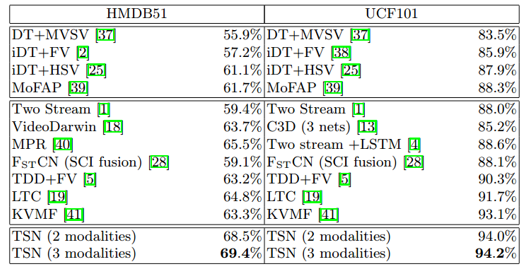 HMDB51 UCF101
DT+MVSV [37] 55.9% DT+MVSV [37] 83.5%
iDT+FV [2] 57.2% iDT+FV [38] 85.9%
iDT+HSV [25] 61.1% iDT+HSV [25] 87.9%
MoFAP [39] 61.7% MoFAP [39] 88.3%
Two Stream [1] 59.4% Two Stream [1] 88.0%
VideoDarwin [18] 63.7% C3D (3 nets) [13] 85.2%
MPR [40] 65.5% Two stream +LSTM [4] 88.6%
FSTCN (SCI fusion) [28] 59.1% FSTCN (SCI fusion) [28] 88.1%
TDD+FV [5] 63.2% TDD+FV [5] 90.3%
LTC [19] 64.8% LTC [19] 91.7%
KVMF [41] 63.3% KVMF [41] 93.1%
TSN (2 modalities) 68.5% TSN (2 modalities) 94.0%
TSN (3 modalities) 69.4% TSN (3 modalities) 94.2%